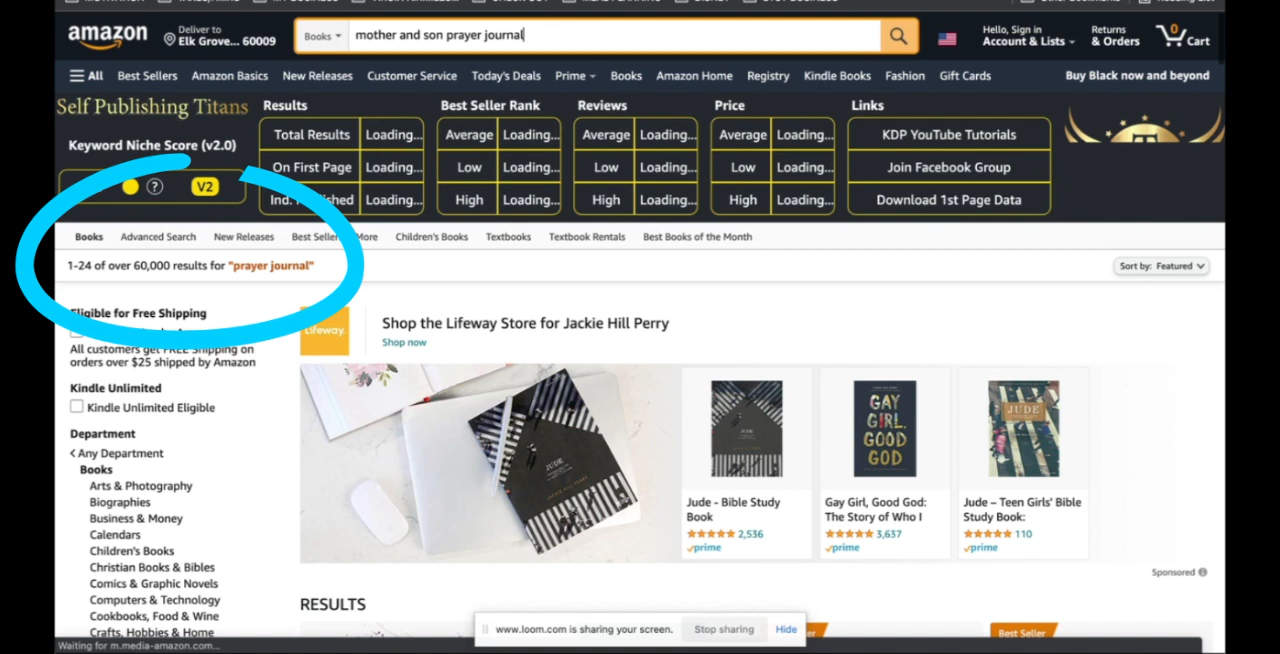 amazon
Deliver to
Elk Grove... 60009
Books
mother and son prayer journal
Hello, Sign in
Account & Lists
Returns
& Orders
0
Cart
All Best Sellers Amazon Basics New Releases Customer Service Today's Deals Prime Books Amazon Home Registry Kindle Books Fashion Gift Cards
Buy Black now and beyond
Self Publishing Titans
Keyword Niche Score (v2.0)
? V2
Results
Total Results Loading...
On First Page Loading...
Ind. Loading...
Best Seller Rank
Average Loading...
Low Loading...
High Loading...
Reviews
Average Loading...
Low Loading...
High Loading...
Price
Average Loading...
Low Loading...
High Loading...
Links
KDP YouTube Tutorials
Join Facebook Group
Download 1st Page Data
Books Advanced Search New Releases Best Seller More Children's Books Textbooks Textbook Rentals Best Books of the Month
1-24 of over 60,000 results for "prayer journal"
Sort by: Featured
Eligible for Free Shipping
All customers get FREE Shipping on
orders over $25 shipped by Amazon
Kindle Unlimited
Kindle Unlimited Eligible
Department
< Any Department
Books
Arts & Photography
Biographies
Business & Money
Calendars
Children's Books
Christian Books & Bibles
Comics & Graphic Novels
Computers & Technology
Cookbooks, Food & Wine
Crafts, Hobbies & Home
Lifeway.
Shop the Lifeway Store for Jackie Hill Perry
Shop now
JUDE
JUDE
GAY
GIRL,
GOOD
GOD
JUDE
Jude - Bible Study
Book
2,536
prime
Gay Girl, Good God:
The Story of Who I
3,637
prime
Jude – Teen Girls' Bible
Study Book:
110
prime
Sponsored
RESULTS
www.loom.com is sharing your screen.
Stop sharing
Hide
Best Seller
Waiting for m.media-amazon.com...